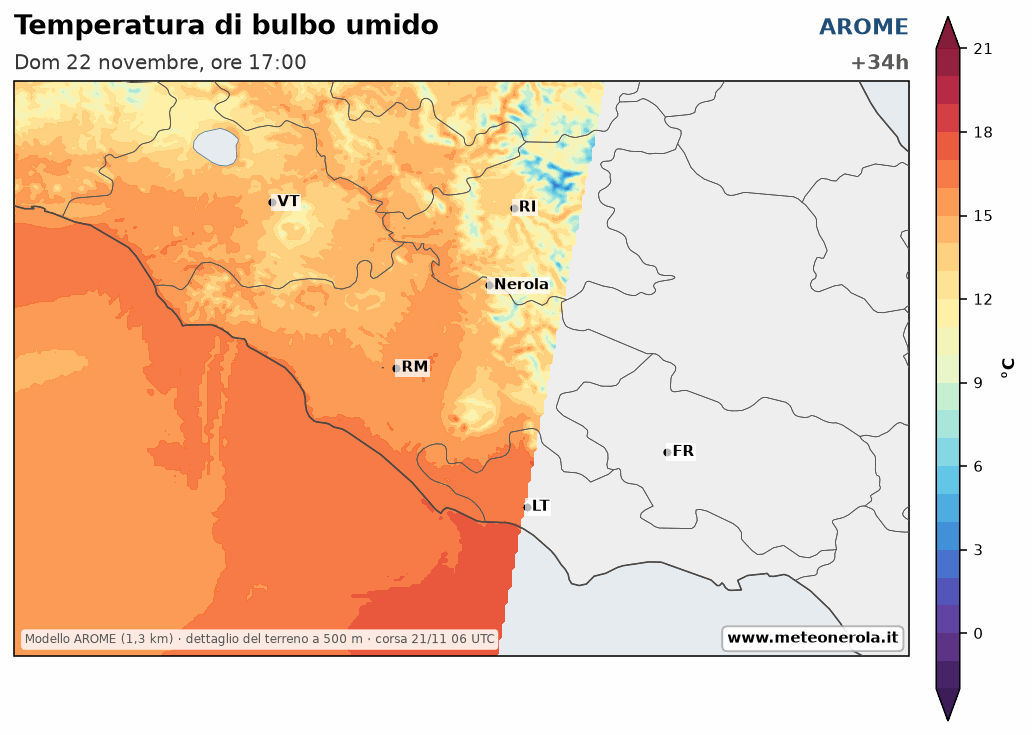 Temperatura di bulbo umido
AROME
Dom 22 novembre, ore 17:00
+34h
VT
RI
Nerola
RM
FR
LT
Modello AROME (1,3 km) · dettaglio del terreno a 500 m · corsa 21/11 06 UTC
www.meteonerola.it
21
18
15
12
9
6
3
0
°C